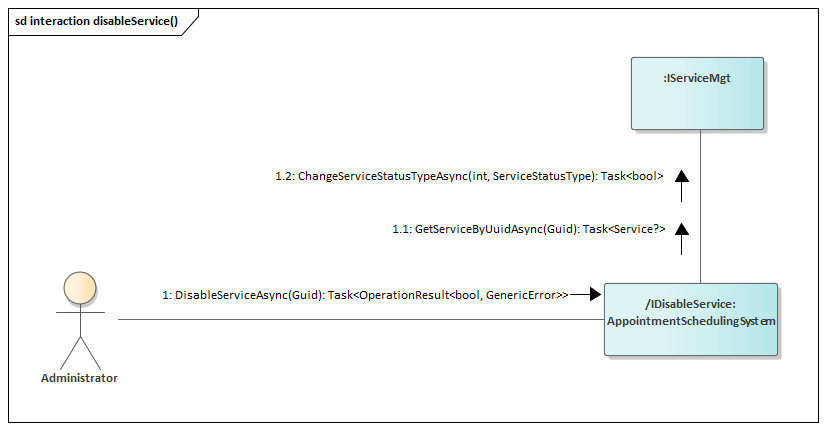 sd interaction disableService()
:IServiceMgt
1.2: ChangeServiceStatusTypeAsync(int, ServiceStatusType): Task<bool>
1.1: GetServiceByUuidAsync(Guid): Task<Service?>
1: DisableServiceAsync(Guid): Task<OperationResult<bool, GenericError>>
/IDisableService:
AppointmentSchedulingSystem
Administrator